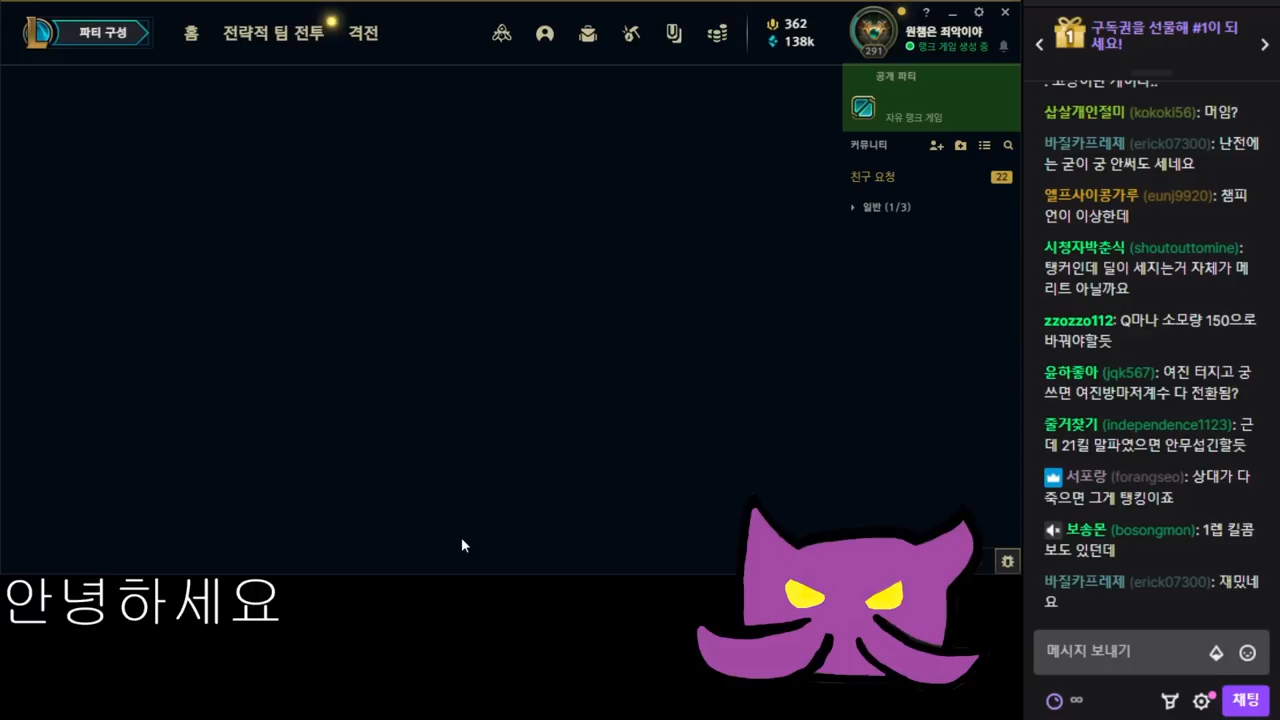 파티 구성
홈
전략적 팀 전투
격전
362
138k
291
?
원챔은 죄악이야
랭크 게임 생성 중
공개 파티
자유 랭크 게임
커뮤니티
친구 요청
22
일반 (1/3)
안녕하세요
1
구독권을 선물해 #1이 되
세요!
삽살개인절미 (kokoki56): 머임?
바질카프레제 (erick07300): 난전에
는 굳이 궁 안써도 세네요
앨프사이콩가루 (eunj9920): 챔피
언이 이상한데
시청자박춘식 (shoutouttomine):
탱커인데 딜이 세지는거 자체가 메
리트 아닐까요
zzozzo112: Q마나 소모량 150으로
바꿔야할듯
윤하좋아 (jqk567): 여진 터지고 궁
쓰면 여진방마저계수 다 전환됨?
줄거찾기 (independence1123): 근
데 21킬 말파였으면 안무섭긴할듯
서포랑 (forangseo): 상대가 다
죽으면 그게 탱킹이죠
보송몬 (bosongmon): 1렙 킬콤
보도 있던데
바질카프레제 (erick07300): 재밌네
요
메시지 보내기
채팅